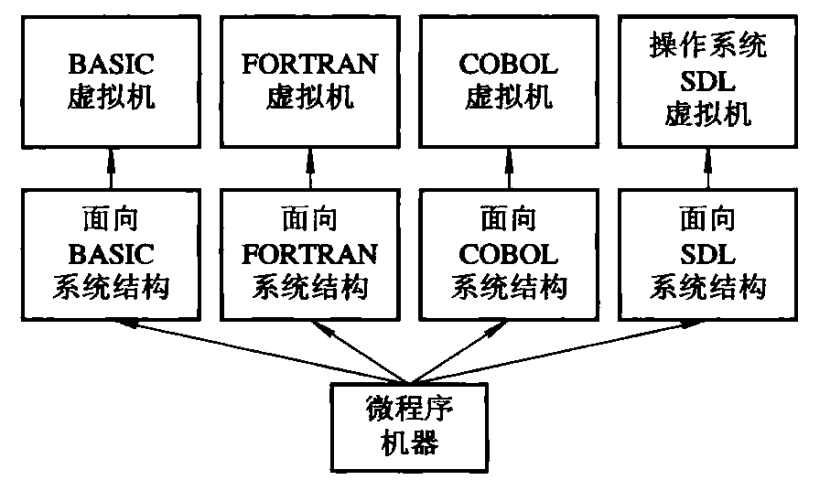 BASIC
虚拟机
FORTRAN
虚拟机
COBOL
虚拟机
操作系统
SDL
虚拟机
面向
BASIC
系统结构
面向
FORTRAN
系统结构
面向
COBOL
系统结构
面向
SDL
系统结构
微程序
机器